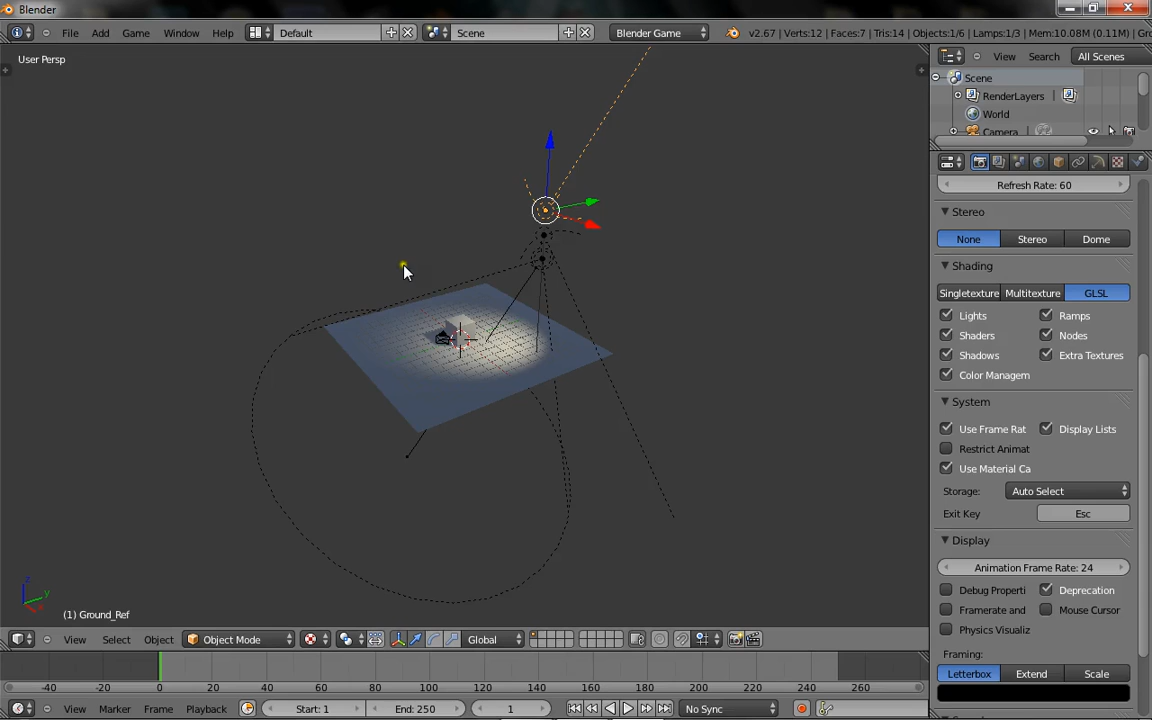 Blender
File Add Game Window Help Default Scene Blender Game v2.67 | Verts:12 | Faces:7 | Tris:14 | Objects:1/6 | Lamps:1/3 | Mem:10.08M (0.11M) | Gro
User Persp
View Search All Scenes
Scene
RenderLayers
World
Camera
Refresh Rate: 60
Stereo
None Stereo Dome
Shading
Singletexture Multitexture GLSL
Lights Ramps
Shaders Nodes
Shadows Extra Textures
Color Managem
System
Use Frame Rat Display Lists
Restrict Animat
Use Material Ca
Storage: Auto Select
Exit Key Esc
Display
Animation Frame Rate: 24
Debug Properti Deprecation
Framerate and Mouse Cursor
Physics Visualiz
Framing:
Letterbox Extend Scale
z
y
(1) Ground_Ref
View Select Object Object Mode Global
-40 -20 0 20 40 60 80 100 120 140 160 180 200 220 240 260
View Marker Frame Playback Start: 1 End: 250 1 No Sync